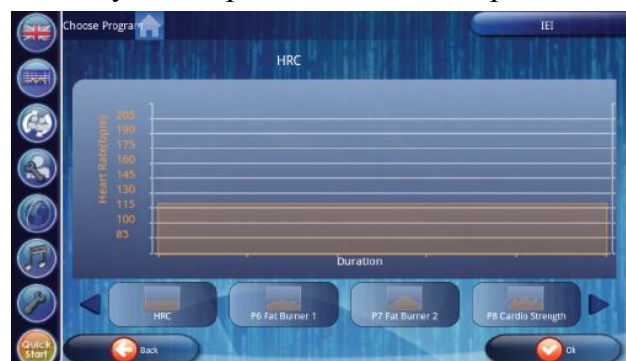 Choose Program
IEI
HRC
Heart Rate(bpm)
205
190
175
160
145
130
115
100
85
Duration
HRC
P6 Fat Burner 1
P7 Fat Burner 2
P8 Cardio Strength
Quick
Start
Back
Ok